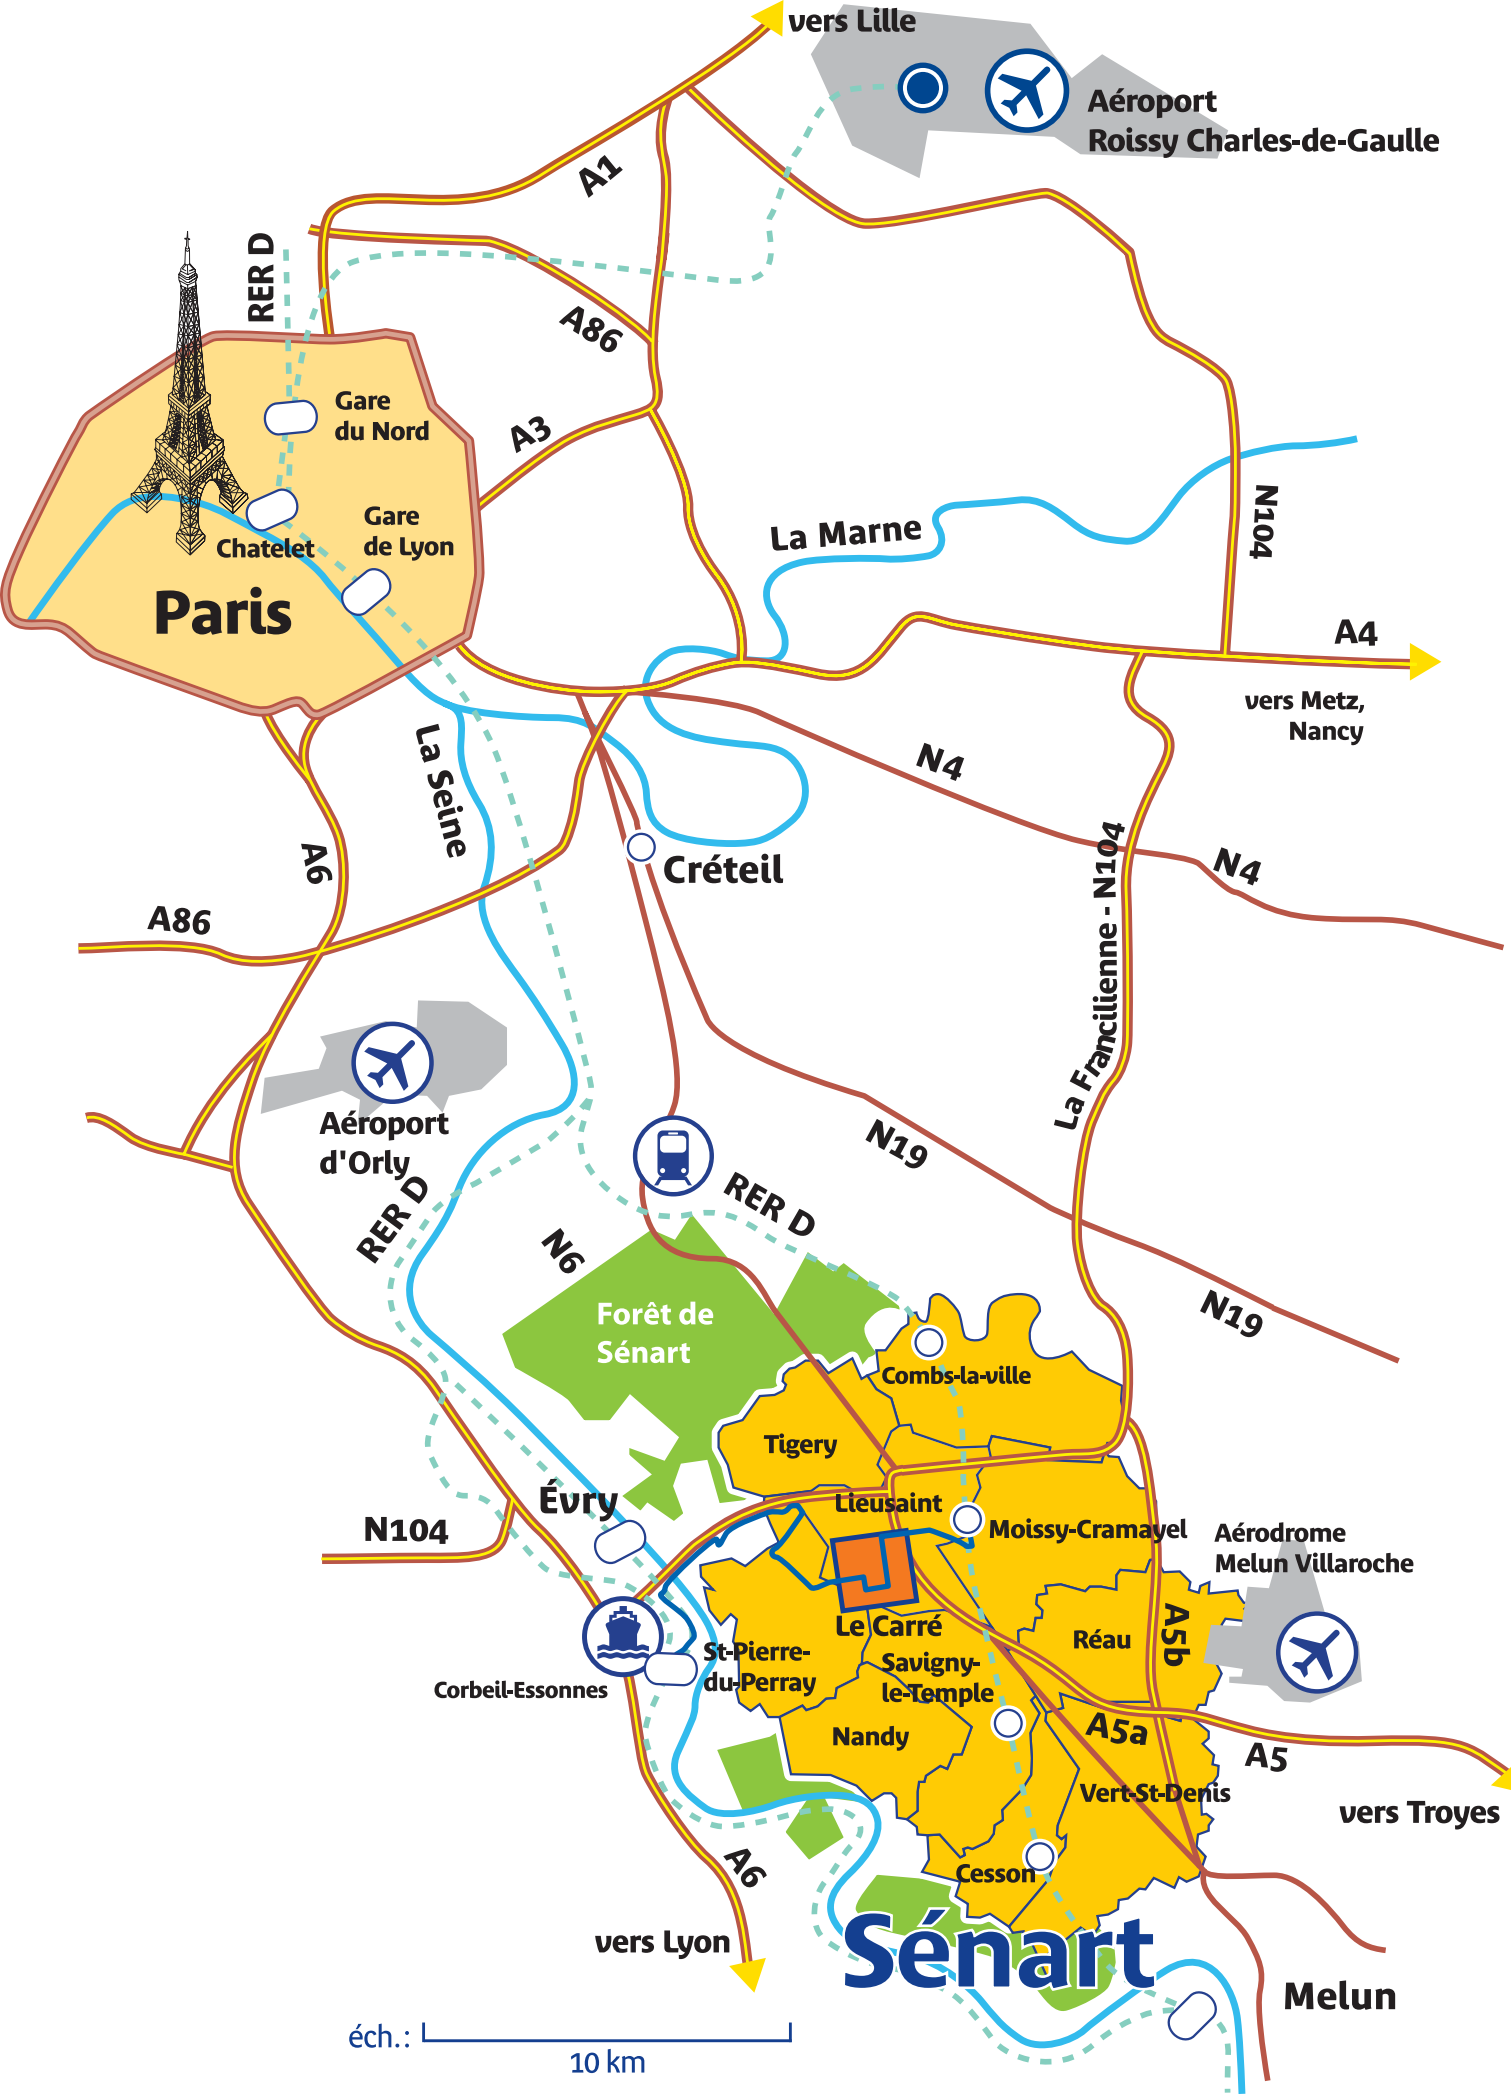 vers Lille
Aéroport
Roissy Charles-de-Gaulle
A1
RER D
A86
Gare
du Nord
A3
Gare
de Lyon
Chatelet
Paris
La Marne
N104
A4
vers Metz,
Nancy
La Seine
N4
A6
Créteil
N4
A86
La Francilienne - N104
Aéroport
d'Orly
N19
RER D
RER D
N6
Forêt de
Sénart
N19
Combs-la-ville
Tigery
Évry
Lieusaint
N104
Moissy-Cramayel
Aérodrome
Melun Villaroche
Le Carré
Réau
A5b
St-Pierre-
du-Perray
Savigny-
le-Temple
Corbeil-Essonnes
Nandy
A5a
A5
Vert-St-Denis
vers Troyes
A6
Cesson
vers Lyon
Sénart
Melun
éch.:
10 km